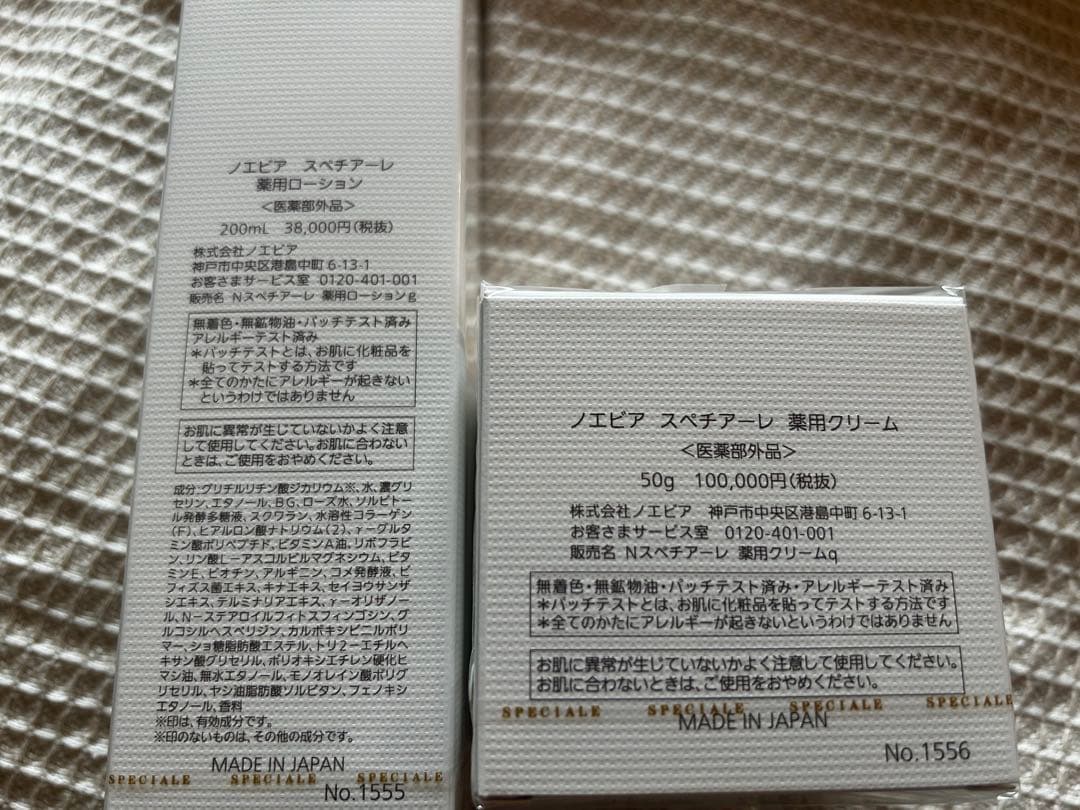 ノエビア スペチアーレ
薬用ローション
＜医薬部外品＞
200mL 38,000円(税抜)
株式会社ノエビア
神戸市中央区港島中町6-13-1
お客さまサービス室 0120-401-001
販売名 Nスペチアーレ 薬用ローションg
無着色・無鉱物油・パッチテスト済み
アレルギーテスト済み
＊パッチテストとは、お肌に化粧品を
貼ってテストする方法です
＊全てのかたにアレルギーが起きない
というわけではありません
お肌に異常が生じていないかよく注意
して使用してください。お肌に合わない
ときは、ご使用をおやめください。
成分:グリチルリチン酸ジカリウム※、水、濃グリ
セリン、エタノール、BG、ローズ水、ソルビトー
ル発酵多糖液、スクワラン、水溶性コラーゲン
(F)、ヒアルロン酸ナトリウム(2)、γーグルタ
ミン酸ポリペプチド、ビタミンA油、リボフラビ
ン、リン酸Lーアスコルビルマグネシウム、ビタ
ミンE、ビオチン、アルギニン、コメ発酵液、ビ
フィズス菌エキス、キナエキス、セイヨウサンザ
シエキス、テルミナリアエキス、γーオリザノー
ル、Nーステアロイルフィトスフィンゴシン、グ
ルコシルヘスペリジン、カルボキシビニルポリ
マー、ショ糖脂肪酸エステル、トリ2ーエチルヘ
キサン酸グリセリル、ポリオキシエチレン硬化ヒ
マシ油、無水エタノール、モノオレイン酸ポリグ
リセリル、ヤシ油脂肪酸ソルビタン、フェノキシ
エタノール、香料
※印は、有効成分です。
※印のないものは、その他の成分です。
MADE IN JAPAN
SPECIALE SPECIALE SPECIALE
No.1555
ノエビア スペチアーレ 薬用クリーム
＜医薬部外品＞
50g 100,000円(税抜)
株式会社ノエビア 神戸市中央区港島中町6-13-1
お客さまサービス室 0120-401-001
販売名 Nスペチアーレ 薬用クリームq
無着色・無鉱物油・パッチテスト済み・アレルギーテスト済み
＊パッチテストとは、お肌に化粧品を貼ってテストする方法です
＊全てのかたにアレルギーが起きないというわけではありません
お肌に異常が生じていないかよく注意して使用してください。
お肌に合わないときは、ご使用をおやめください。
SPECIALE SPECIALE SPECIALE SPECIALE
MADE IN JAPAN
No.1556